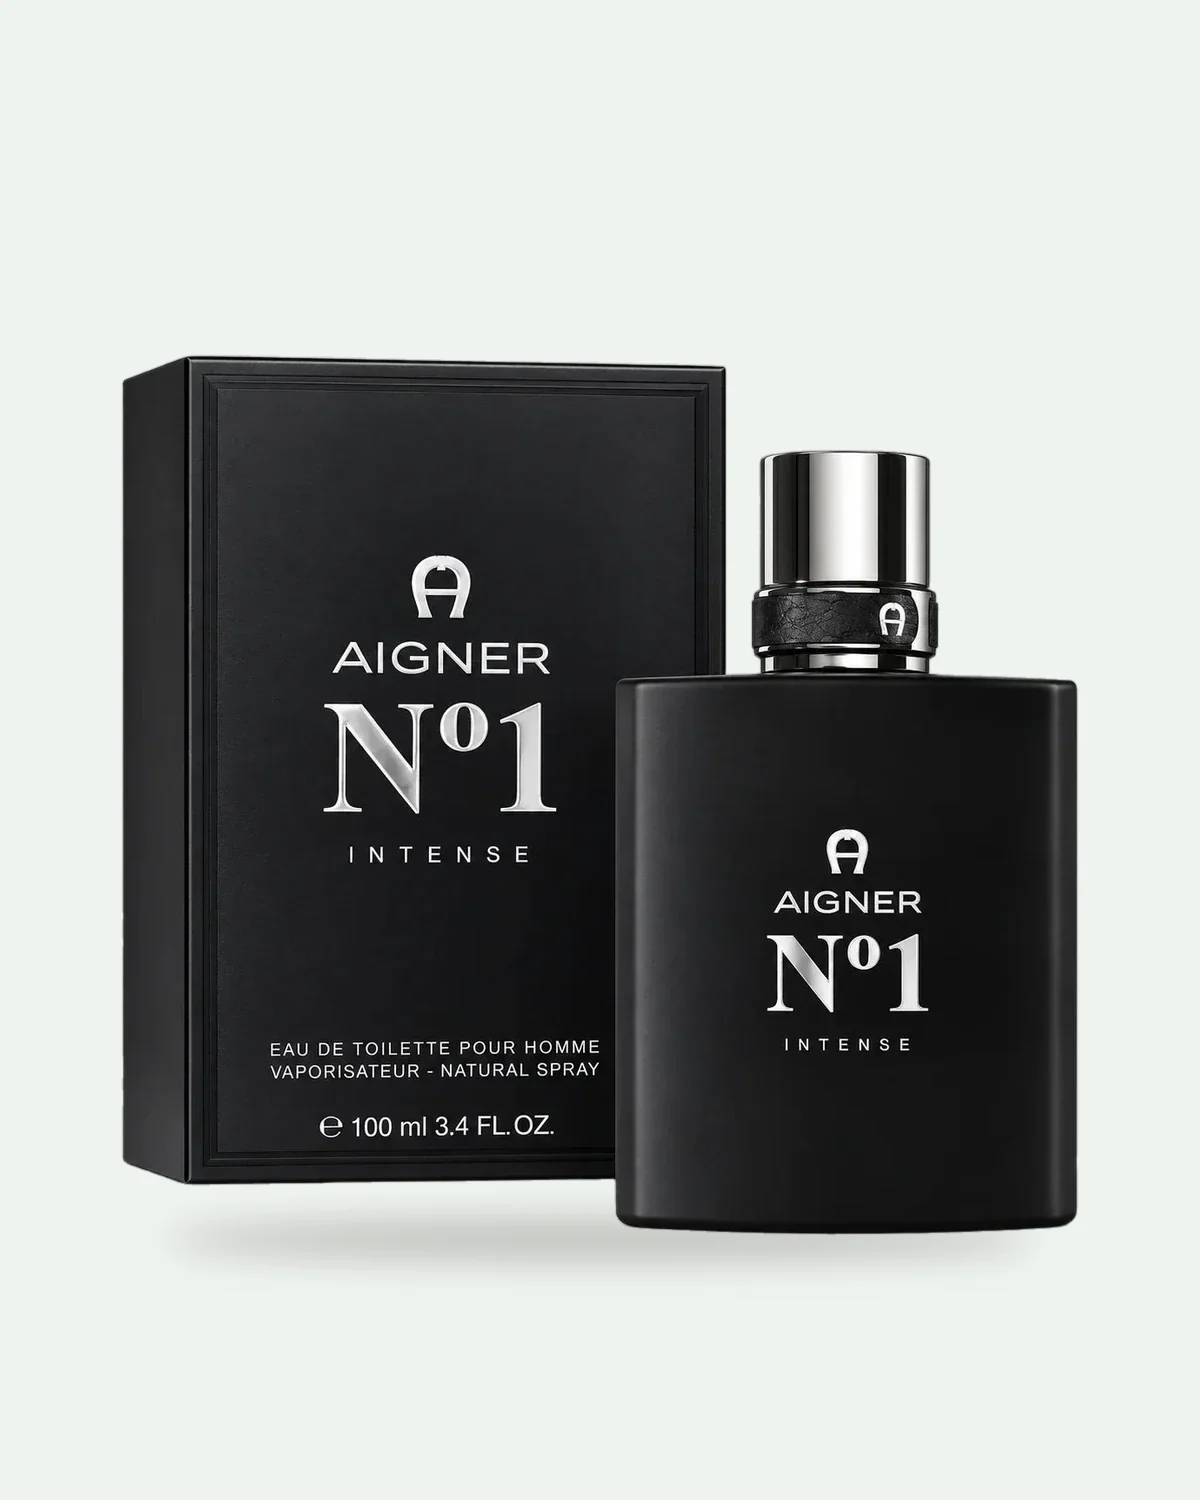 A
AIGNER
Nº1
INTENSE
EAU DE TOILETTE POUR HOMME
VAPORISATEUR - NATURAL SPRAY
℮ 100 ml 3.4 FL.OZ.
A
A
AIGNER
Nº1
INTENSE